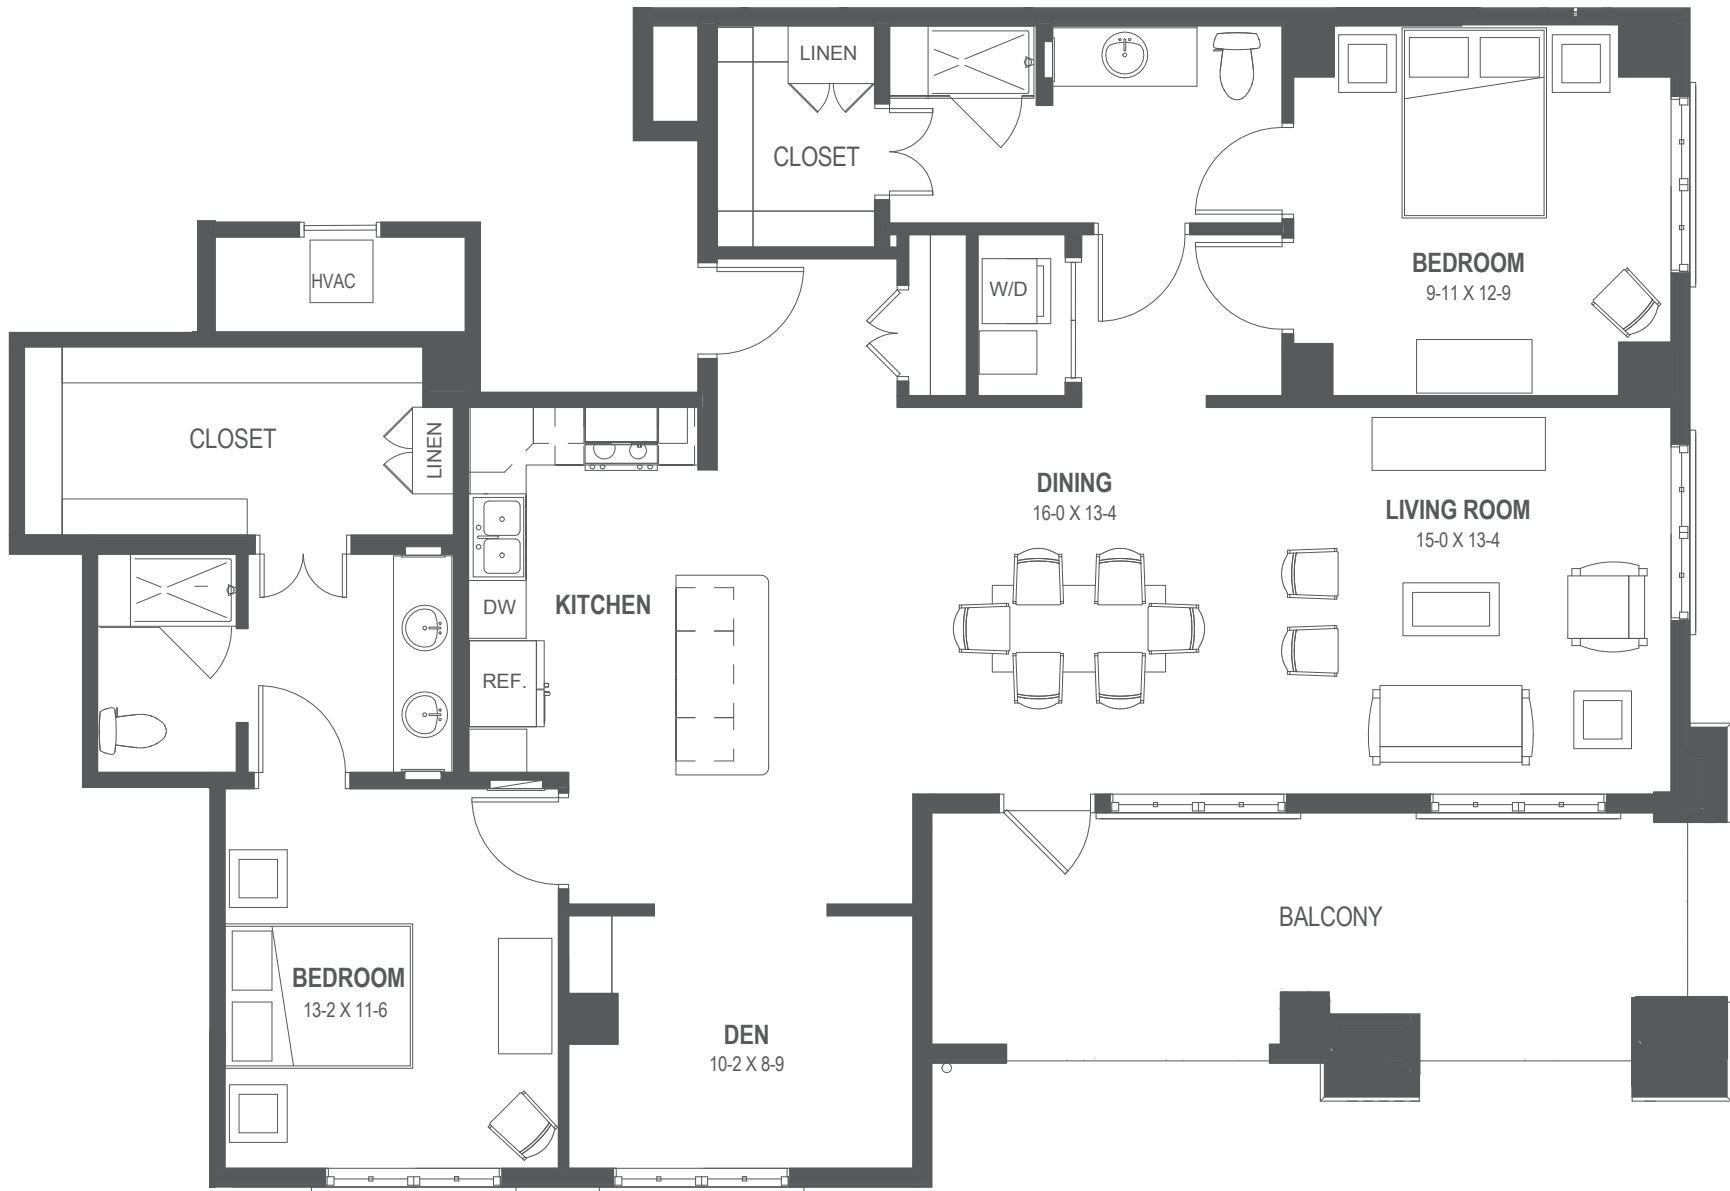 LINEN
CLOSET
HVAC
W/D
BEDROOM
9-11 X 12-9
CLOSET
LINEN
DINING
16-0 X 13-4
LIVING ROOM
15-0 X 13-4
DW
KITCHEN
REF.
BALCONY
BEDROOM
13-2 X 11-6
DEN
10-2 X 8-9